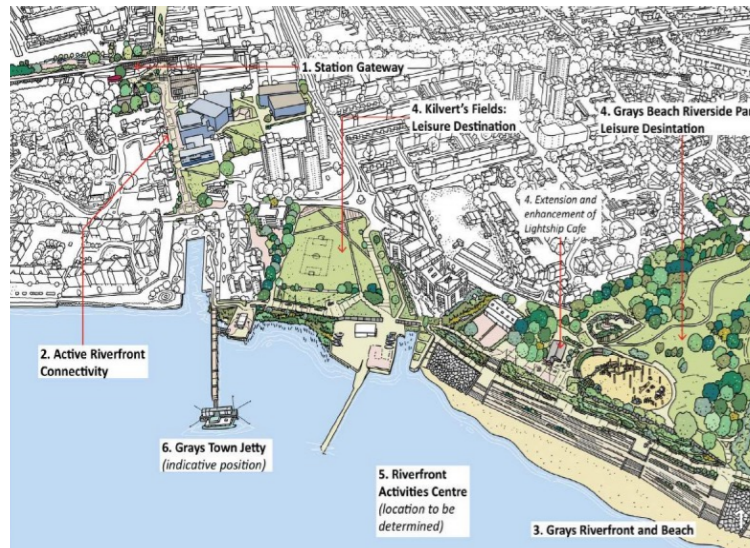 1. Station Gateway
4. Kilvert's Fields:
Leisure Destination
4. Grays Beach Riverside Par
Leisure Desintation
4. Extension and
enhancement of
Lightship Cafe
2. Active Riverfront
Connectivity
6. Grays Town Jetty
(indicative position)
5. Riverfront
Activities Centre
(location to be
determined)
3. Grays Riverfront and Beach